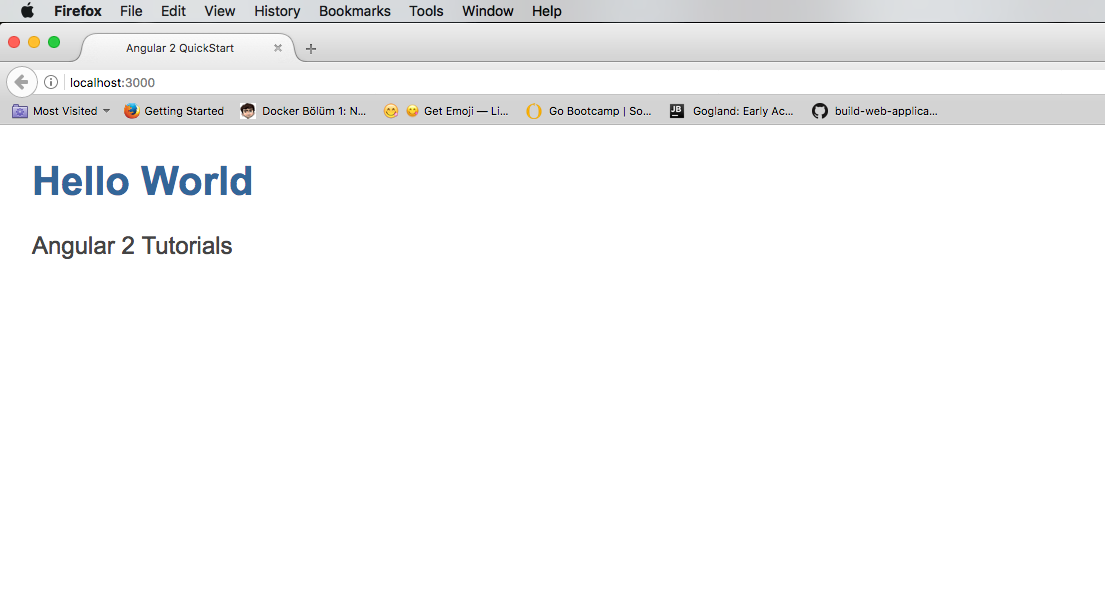 Firefox File Edit View History Bookmarks Tools Window Help
Angular 2 QuickStart
localhost:3000
Most Visited Getting Started Docker Bölüm 1: N... Get Emoji — Li... Go Bootcamp | So... JB Gogland: Early Ac... build-web-applica...
Hello World
Angular 2 Tutorials